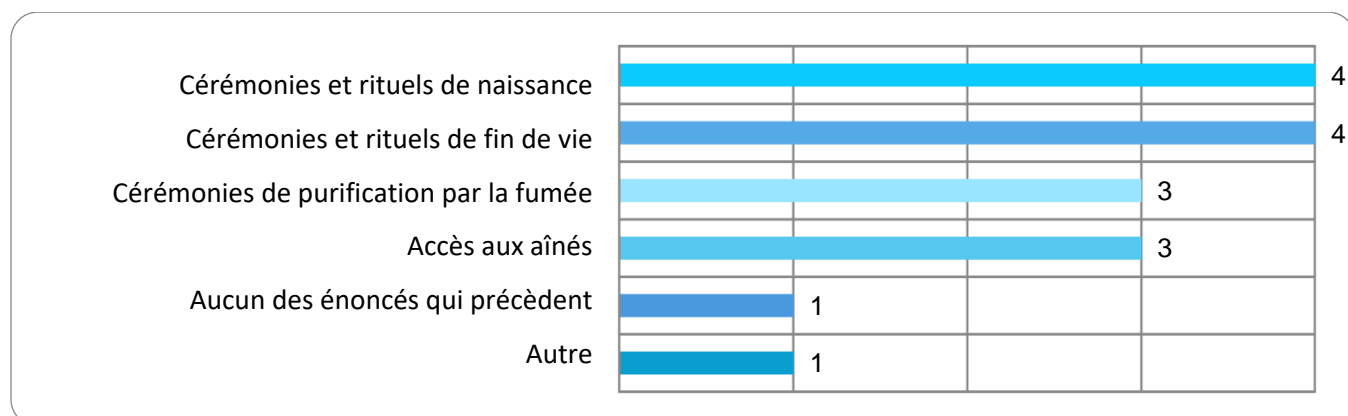 Cérémonies et rituels de naissance 4
Cérémonies et rituels de fin de vie 4
Cérémonies de purification par la fumée 3
Accès aux aînés 3
Aucun des énoncés qui précèdent 1
Autre 1